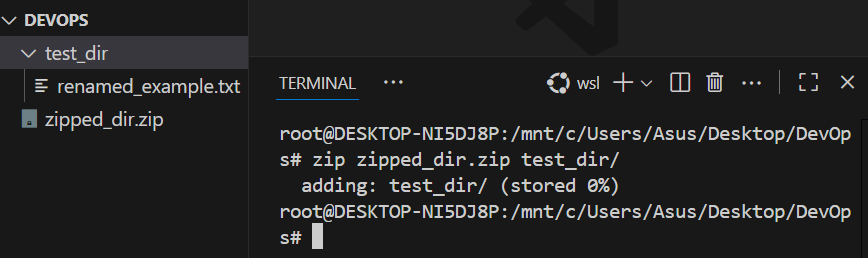 DEVOPS
test_dir
renamed_example.txt
zipped_dir.zip
TERMINAL ... wsl
root@DESKTOP-NI5DJ8P:/mnt/c/Users/Asus/Desktop/DevOp
s# zip zipped_dir.zip test_dir/
  adding: test_dir/ (stored 0%)
root@DESKTOP-NI5DJ8P:/mnt/c/Users/Asus/Desktop/DevOp
s#